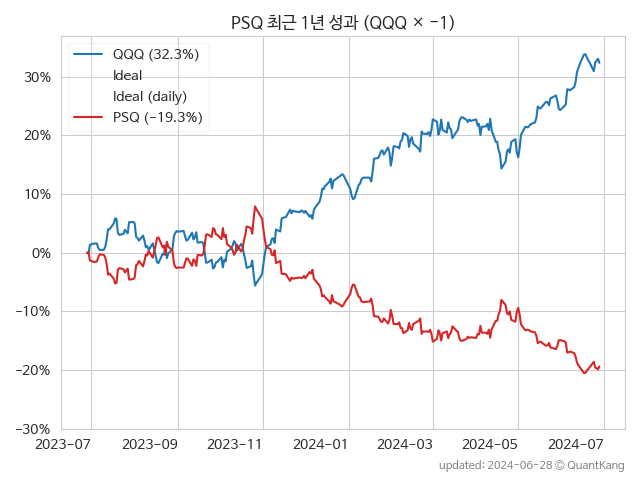 PSQ 최근 1년 성과 (QQQ × −1)
QQQ (32.3%)
Ideal
Ideal (daily)
PSQ (−19.3%)
30%
20%
10%
0%
−10%
−20%
−30%
2023-07 2023-09 2023-11 2024-01 2024-03 2024-05 2024-07
updated: 2024-06-28 © QuantKang